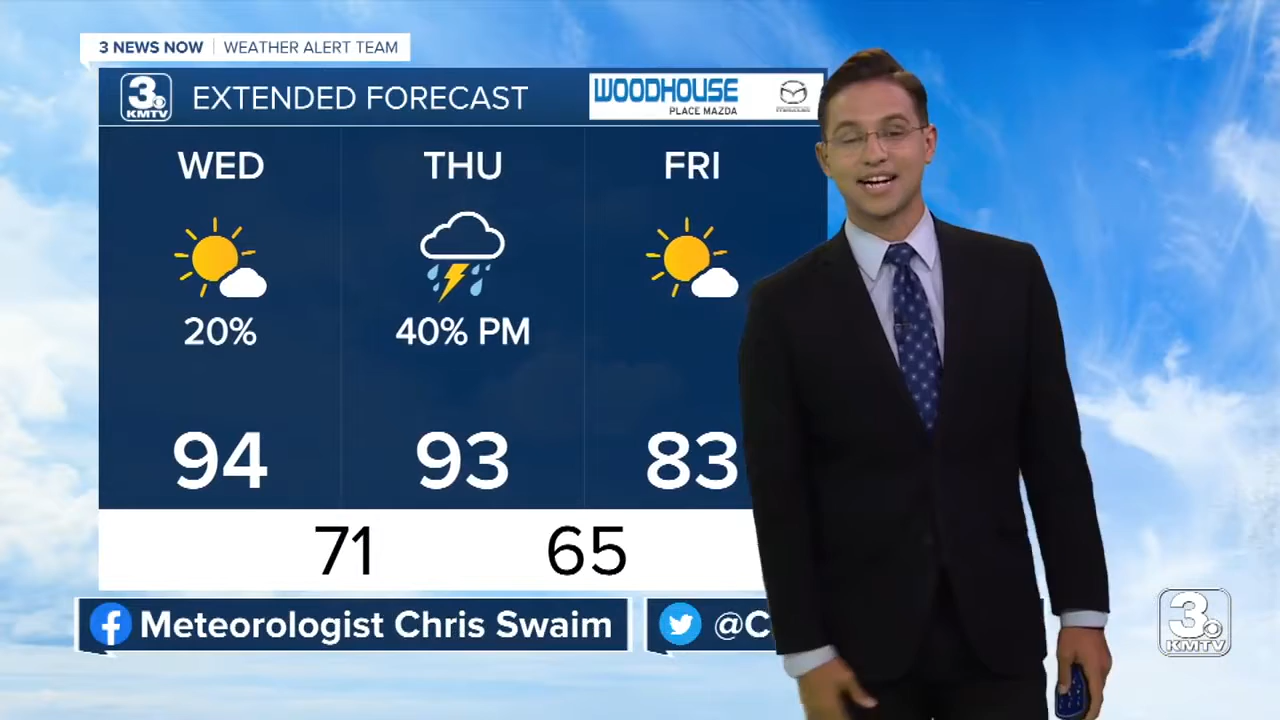 3 NEWS NOW WEATHER ALERT TEAM
3 KMTV EXTENDED FORECAST WOODHOUSE
PLACE MAZDA
WED THU FRI
20% 40% PM
94 93 83
71 65
Meteorologist Chris Swaim @C
3 KMTV